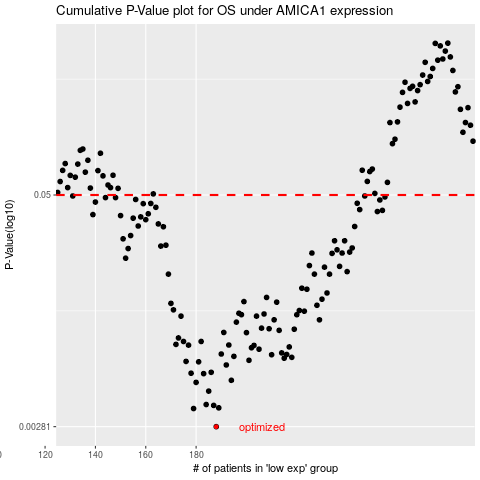 Cumulative P-Value plot for OS under AMICA1 expression
P-Value(log10)
0.05
0.00281
optimized
0
120
140
160
180
# of patients in 'low exp' group